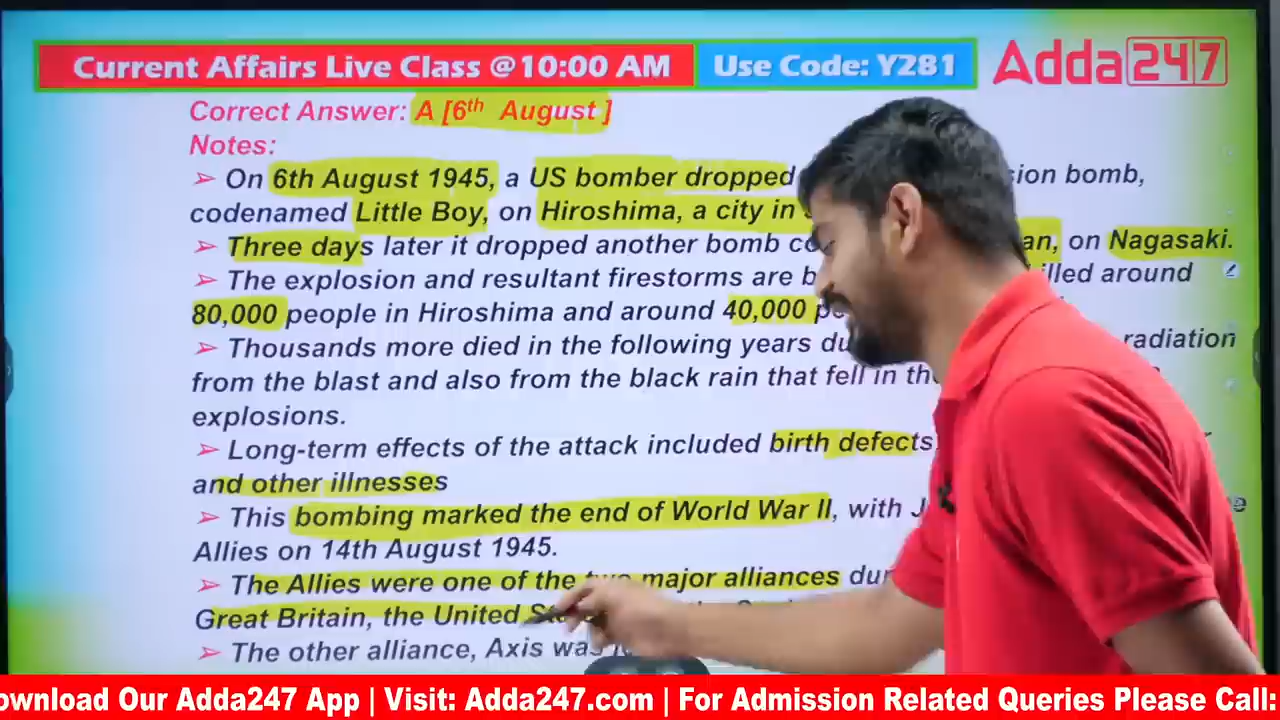 Current Affairs Live Class @10:00 AM Use Code: Y281 Adda247
Correct Answer: A [6th August ]
Notes:
➢ On 6th August 1945, a US bomber dropped sion bomb,
codenamed Little Boy, on Hiroshima, a city in
➢ Three days later it dropped another bomb an, on Nagasaki.
➢ The explosion and resultant firestorms are illed around
80,000 people in Hiroshima and around 40,000
➢ Thousands more died in the following years radiation
from the blast and also from the black rain that fell in
explosions.
➢ Long-term effects of the attack included birth defects
and other illnesses
➢ This bombing marked the end of World War II, with
Allies on 14th August 1945.
➢ The Allies were one of the two major alliances
Great Britain, the United
➢ The other alliance, Axis was
ownload Our Adda247 App | Visit: Adda247.com | For Admission Related Queries Please Call: